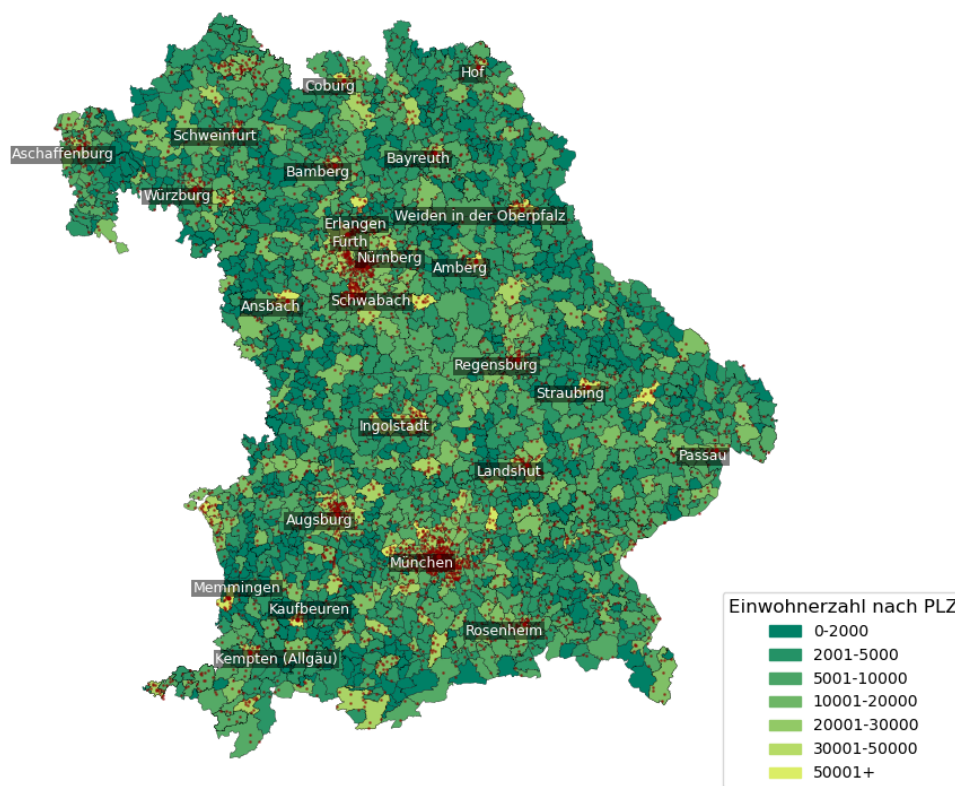 Hof
Coburg
Schweinfurt
Aschaffenburg
Bayreuth
Bamberg
Würzburg
Weiden in der Oberpfalz
Erlangen
Fürth
Nürnberg
Amberg
Schwabach
Ansbach
Regensburg
Straubing
Ingolstadt
Passau
Landshut
Augsburg
München
Memmingen
Kaufbeuren
Rosenheim
Kempten (Allgäu)
Einwohnerzahl nach PLZ
0-2000
2001-5000
5001-10000
10001-20000
20001-30000
30001-50000
50001+